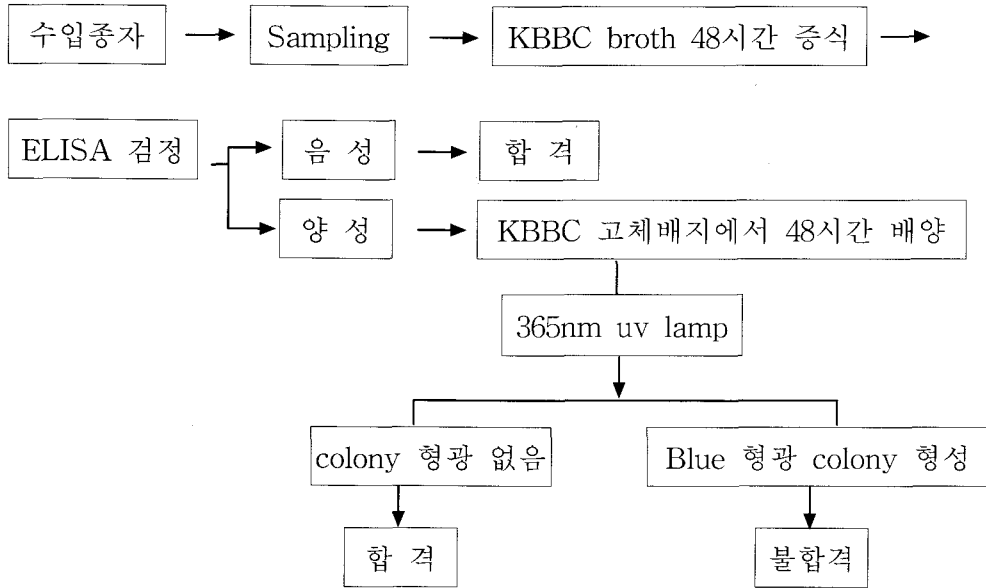 수입종자 Sampling KBBC broth 48시간 증식
ELISA 검정 음 성 합 격
양 성 KBBC 고체배지에서 48시간 배양
365nm uv lamp
colony 형광 없음 Blue 형광 colony 형성
합 격 불합격